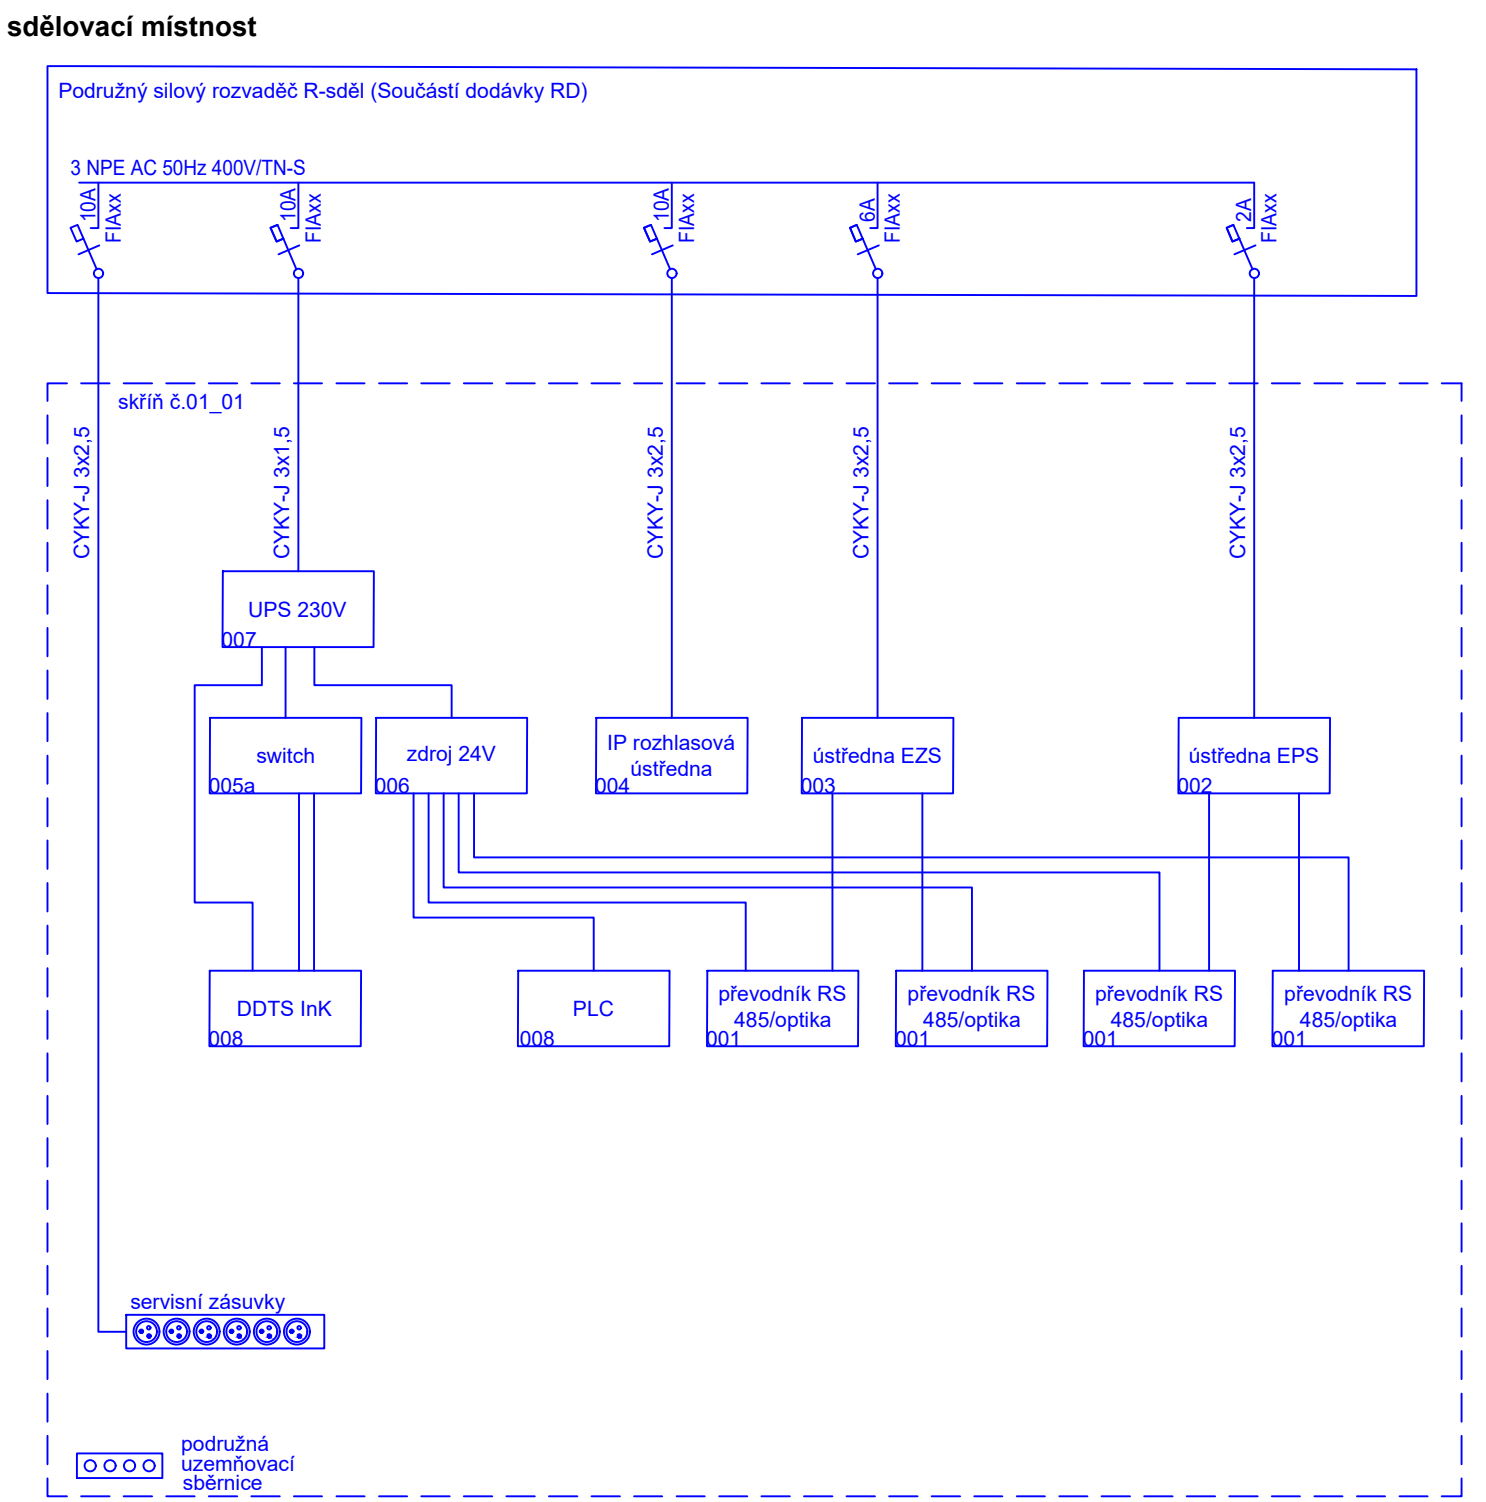 sdělovací místnost
Podružný silový rozvaděč R-sděl (Součástí dodávky RD)
3 NPE AC 50Hz 400V/TN-S
10A
FIAxx
10A
FIAxx
10A
FIAxx
6A
FIAxx
2A
FIAxx
skříň č.01_01
CYKY-J 3x2,5
CYKY-J 3x1,5
CYKY-J 3x2,5
CYKY-J 3x2,5
CYKY-J 3x2,5
UPS 230V
007
switch
005a
zdroj 24V
006
IP rozhlasová
ústředna
004
ústředna EZS
003
ústředna EPS
002
DDTS InK
008
PLC
008
převodník RS
485/optika
001
převodník RS
485/optika
001
převodník RS
485/optika
001
převodník RS
485/optika
001
servisní zásuvky
podružná
uzemňovací
sběrnice